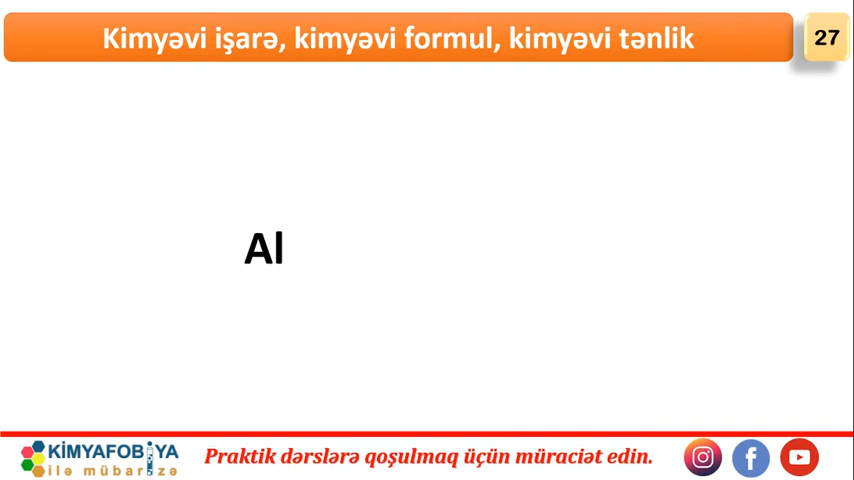 Kimyəvi işarə, kimyəvi formul, kimyəvi tənlik
27
Al
KİMYAFOBİYA
ilə mübarizə
Praktik dərslərə qoşulmaq üçün müraciət edin.